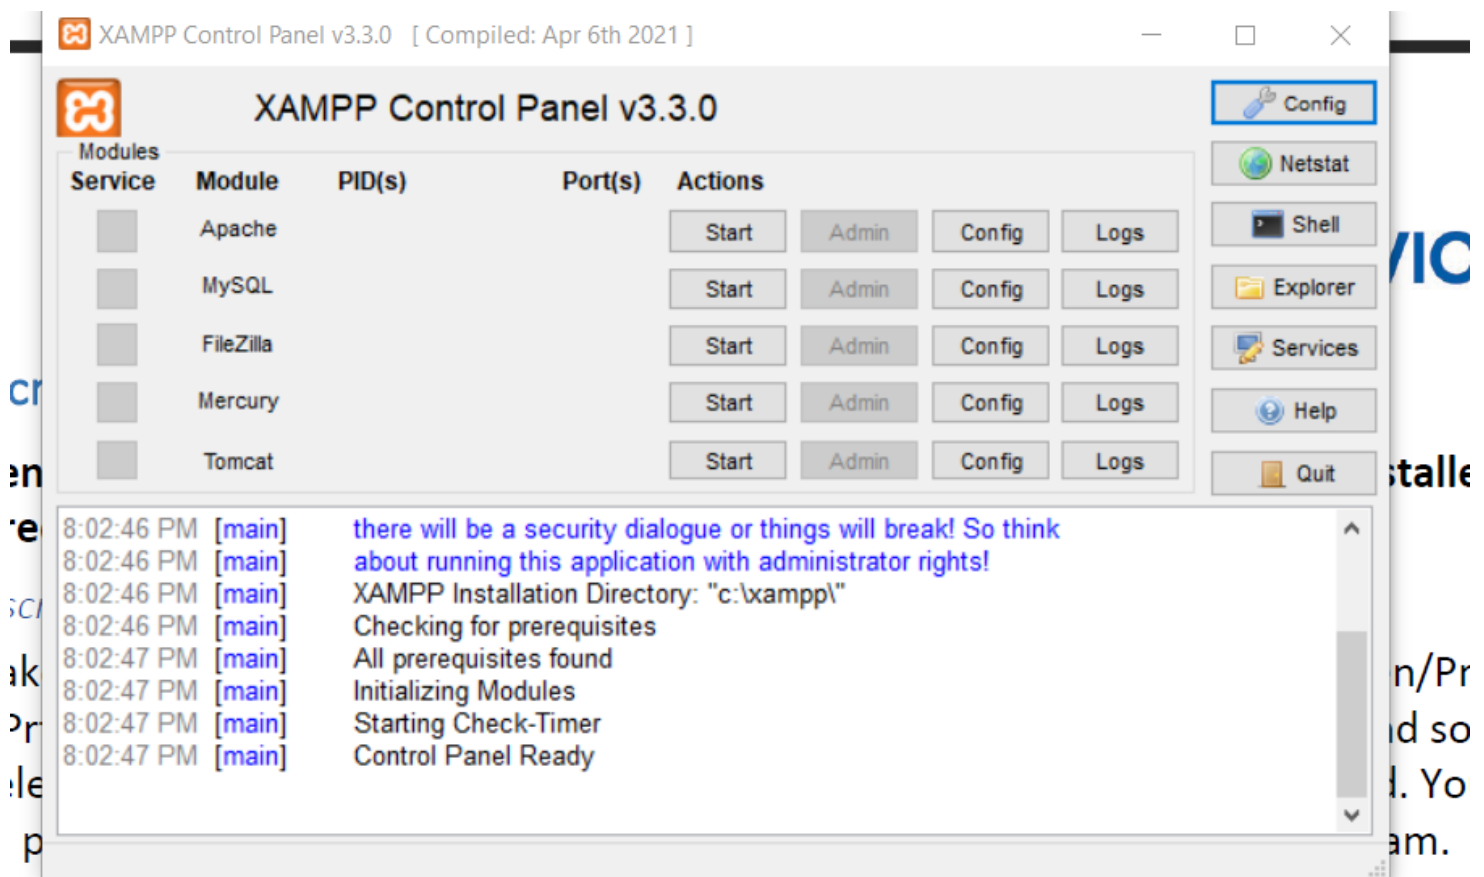 XAMPP Control Panel v3.3.0 [ Compiled: Apr 6th 2021 ]
XAMPP Control Panel v3.3.0
Config
Modules
Netstat
Service Module PID(s) Port(s) Actions
Apache Start Admin Config Logs
Shell
MySQL Start Admin Config Logs
Explorer
FileZilla Start Admin Config Logs
Services
Mercury Start Admin Config Logs
Help
Tomcat Start Admin Config Logs
Quit
8:02:46 PM [main] there will be a security dialogue or things will break! So think
8:02:46 PM [main] about running this application with administrator rights!
8:02:46 PM [main] XAMPP Installation Directory: "c:\xampp\"
8:02:46 PM [main] Checking for prerequisites
8:02:47 PM [main] All prerequisites found
8:02:47 PM [main] Initializing Modules
8:02:47 PM [main] Starting Check-Timer
8:02:47 PM [main] Control Panel Ready